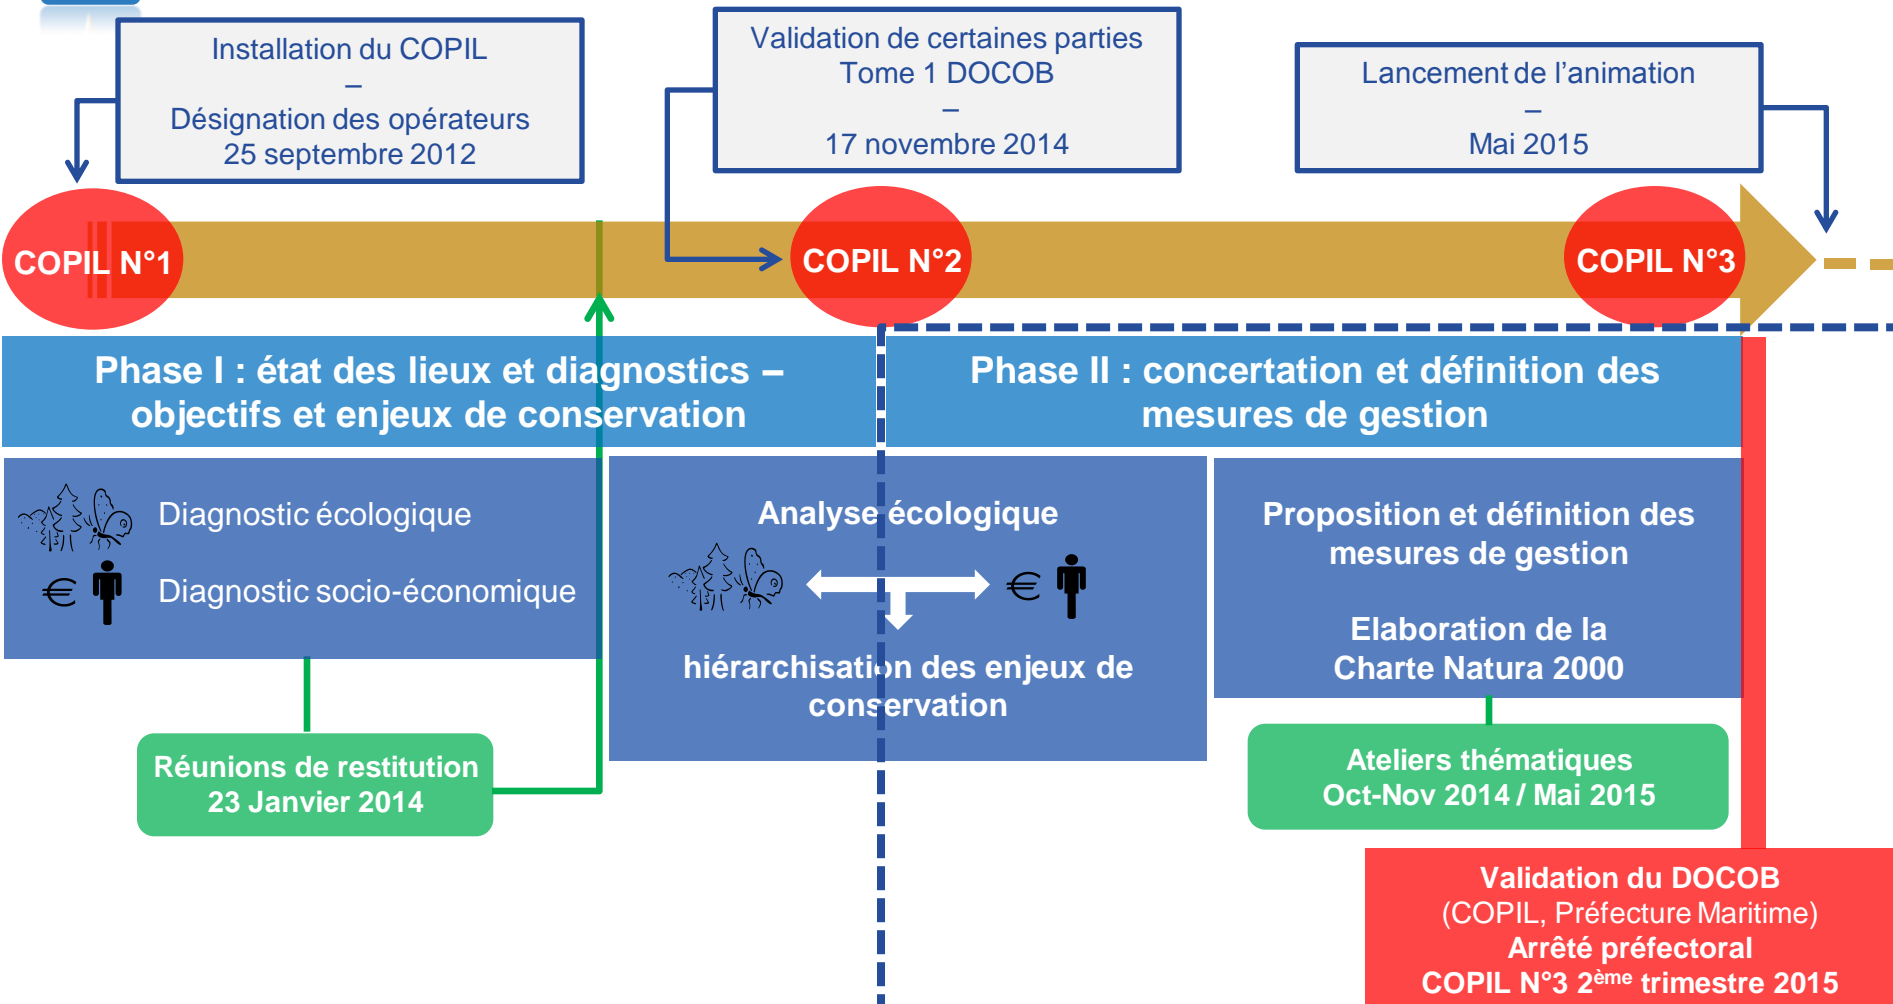 Installation du COPIL
–
Désignation des opérateurs
25 septembre 2012
Validation de certaines parties
Tome 1 DOCOB
–
17 novembre 2014
Lancement de l’animation
–
Mai 2015
COPIL N°1
COPIL N°2
COPIL N°3
Phase I : état des lieux et diagnostics –
objectifs et enjeux de conservation
Phase II : concertation et définition des
mesures de gestion
Diagnostic écologique
€ Diagnostic socio-économique
Analyse écologique
€
hiérarchisation des enjeux de
conservation
Proposition et définition des
mesures de gestion
Elaboration de la
Charte Natura 2000
Réunions de restitution
23 Janvier 2014
Ateliers thématiques
Oct-Nov 2014 / Mai 2015
Validation du DOCOB
(COPIL, Préfecture Maritime)
Arrêté préfectoral
COPIL N°3 2ème trimestre 2015